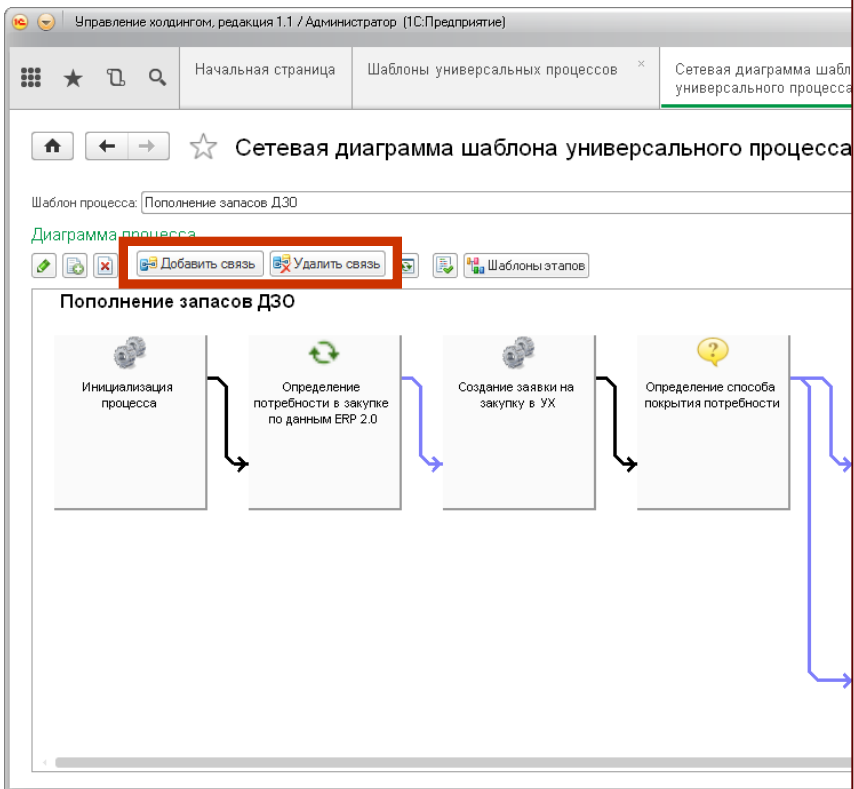 Управление холдингом, редакция 1.1 / Администратор (1С:Предприятие)
Начальная страница
Шаблоны универсальных процессов
Сетевая диаграмма шабл
универсального процесса
Сетевая диаграмма шаблона универсального процесса
Шаблон процесса: Пополнение запасов ДЗО
Диаграмма процесса
Добавить связь
Удалить связь
Шаблоны этапов
Пополнение запасов ДЗО
Инициализация
процесса
Определение
потребности в закупке
по данным ERP 2.0
Создание заявки на
закупку в УХ
Определение способа
покрытия потребности